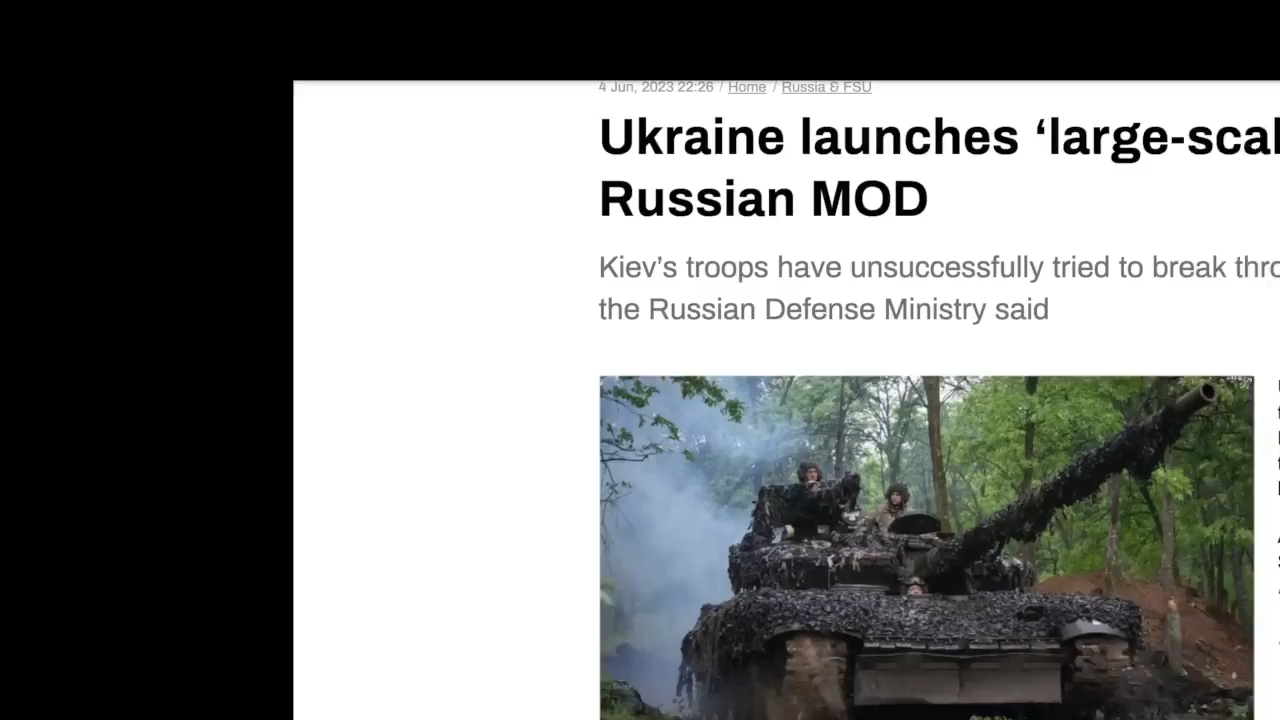 4 Jun, 2023 22:26 / Home / Russia & FSU
Ukraine launches ‘large-scal
Russian MOD
Kiev’s troops have unsuccessfully tried to break thro
the Russian Defense Ministry said